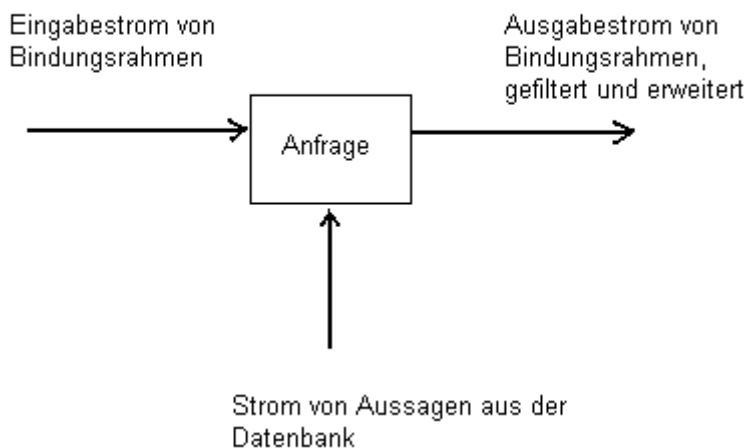 Eingabestrom von
Bindungsrahmen
Ausgabestrom von
Bindungsrahmen,
gefiltert und erweitert
Anfrage
Strom von Aussagen aus der
Datenbank